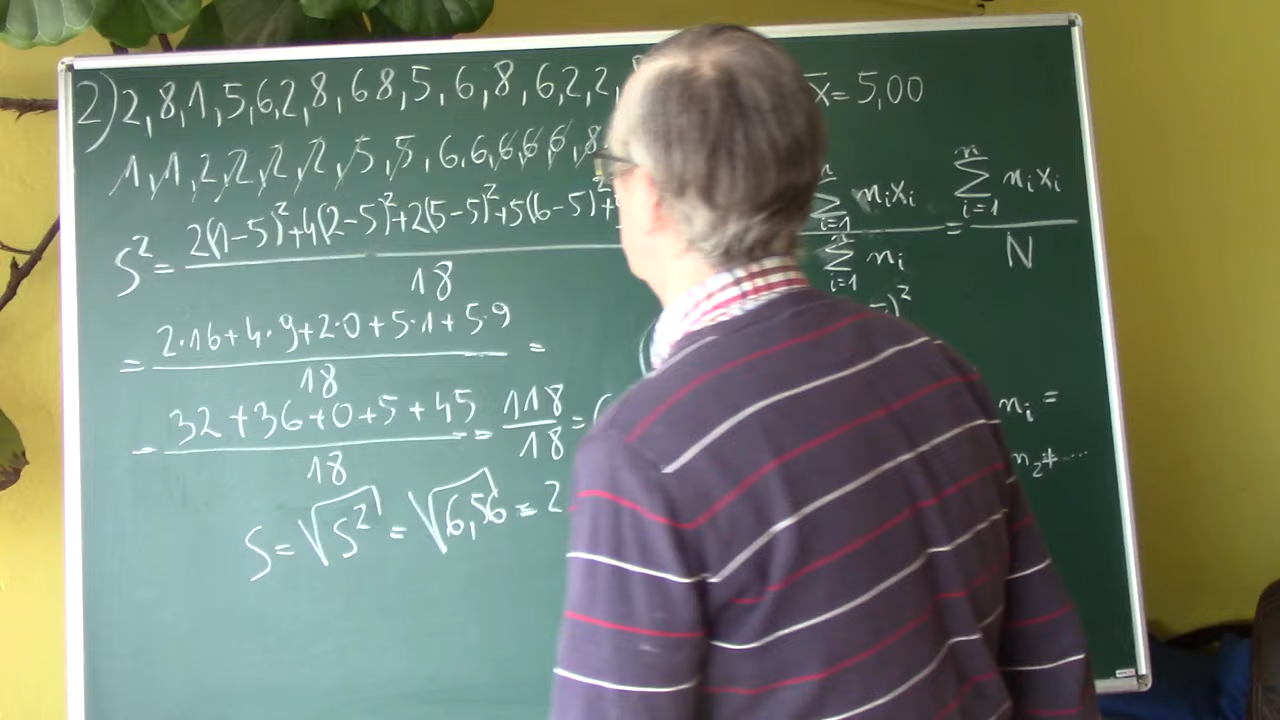 2) 2, 8, 1, 5, 6, 2, 8, 6 8, 5, 6, 8, 6, 2, 2,
x̄ = 5,00
1, 1, 2, 2, 2, 2, 5, 5, 6, 6, 6, 6, 6, 8
S² = 2(1-5)²+4(2-5)²+2(5-5)²+5(6-5)²+
18
n Σ i=1 nᵢxᵢ
n Σ i=1 nᵢ
= n Σ i=1 nᵢxᵢ
N
= 2·16+4·9+2·0+5·1+5·9
18
=
)²
- 32+36+0+5+45
18
= 118
18
=
nᵢ =
n₂+...
S = √S² = √6,56 = 2